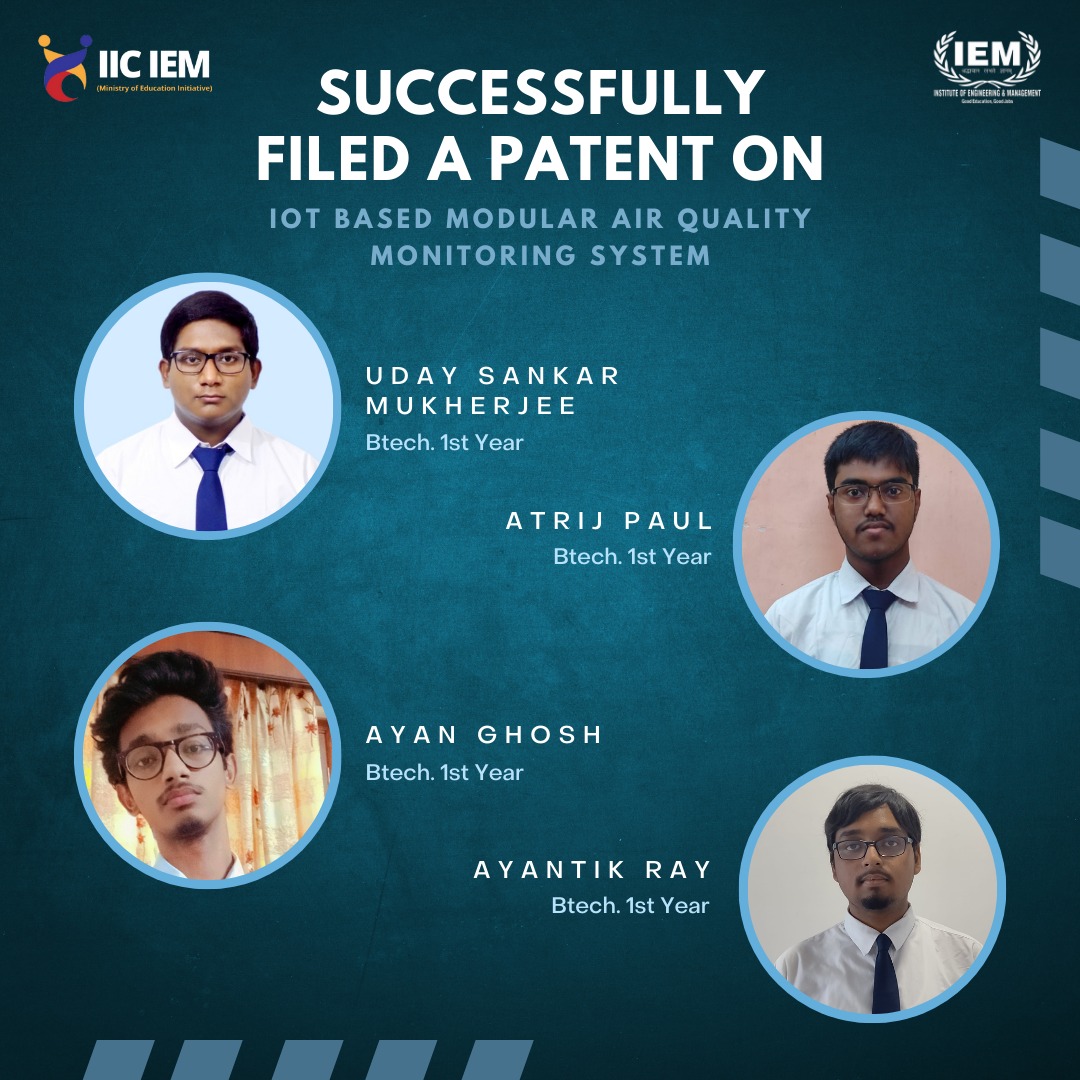 IIC IEM
(Ministry of Education Initiative)
IEM
INSTITUTE OF ENGINEERING & MANAGEMENT
Good Education, Good Jobs
SUCCESSFULLY
FILED A PATENT ON
IOT BASED MODULAR AIR QUALITY
MONITORING SYSTEM
UDAY SANKAR
MUKHERJEE
Btech. 1st Year
ATRIJ PAUL
Btech. 1st Year
AYAN GHOSH
Btech. 1st Year
AYANTIK RAY
Btech. 1st Year